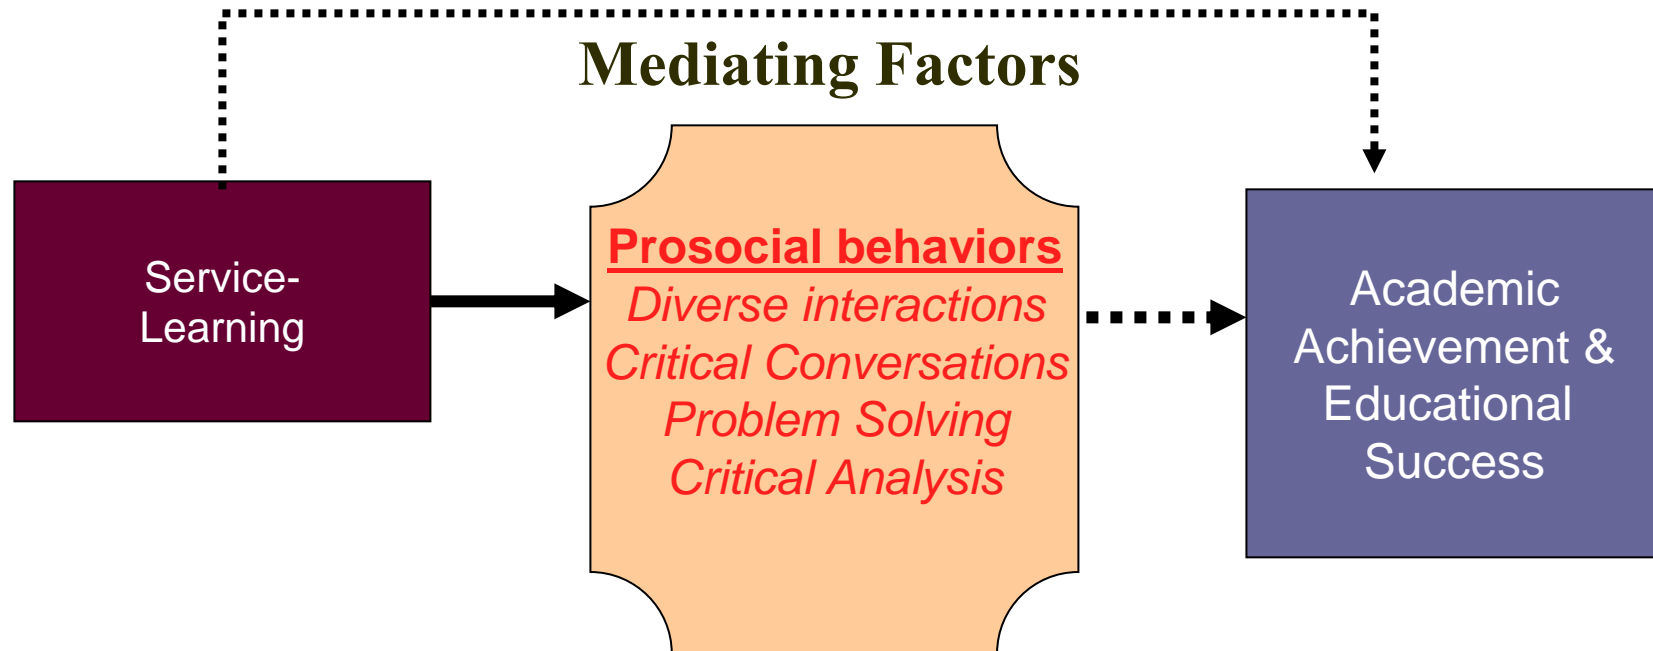 Mediating Factors
Service-
Learning
Prosocial behaviors
Diverse interactions
Critical Conversations
Problem Solving
Critical Analysis
Academic
Achievement &
Educational
Success